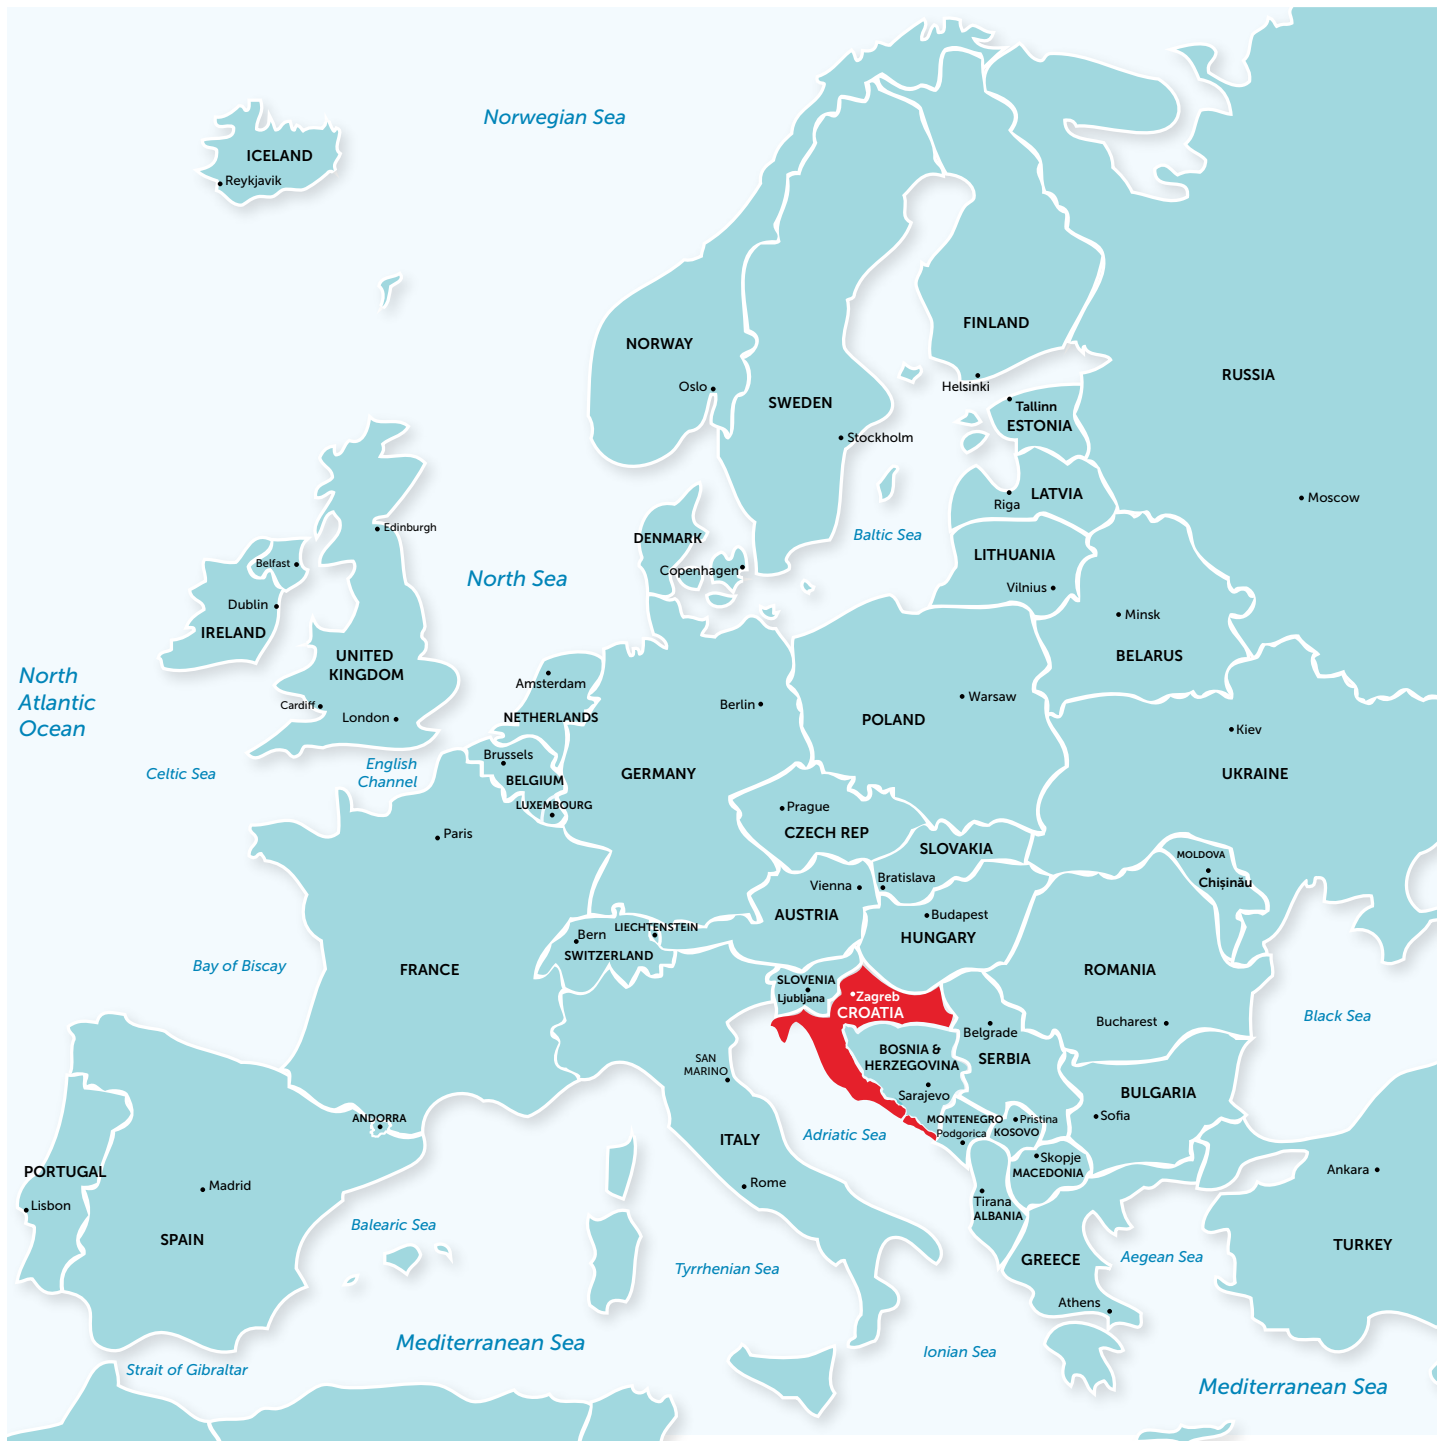 Norwegian Sea
ICELAND
Reykjavik
FINLAND
NORWAY
RUSSIA
Oslo
Helsinki
SWEDEN
Tallinn
ESTONIA
Stockholm
LATVIA
Riga
Moscow
Edinburgh
Baltic Sea
DENMARK
LITHUANIA
Belfast
Copenhagen
North Sea
Vilnius
Dublin
Minsk
IRELAND
UNITED
KINGDOM
BELARUS
North
Atlantic
Ocean
Amsterdam
Cardiff
London
NETHERLANDS
Berlin
Warsaw
POLAND
Kiev
Brussels
English
Channel
Celtic Sea
BELGIUM
GERMANY
UKRAINE
LUXEMBOURG
Prague
Paris
CZECH REP
SLOVAKIA
MOLDOVA
Chișinău
Vienna
Bratislava
AUSTRIA
Budapest
HUNGARY
LIECHTENSTEIN
Bern
SWITZERLAND
Bay of Biscay
FRANCE
ROMANIA
SLOVENIA
Ljubljana
Zagreb
CROATIA
Bucharest
Black Sea
Belgrade
SERBIA
BOSNIA &
HERZEGOVINA
Sarajevo
SAN
MARINO
BULGARIA
Sofia
ANDORRA
MONTENEGRO
Podgorica
Pristina
KOSOVO
Adriatic Sea
ITALY
Skopje
MACEDONIA
PORTUGAL
Lisbon
Madrid
Rome
Ankara
Tirana
ALBANIA
Balearic Sea
SPAIN
TURKEY
GREECE
Aegean Sea
Tyrrhenian Sea
Athens
Mediterranean Sea
Ionian Sea
Strait of Gibraltar
Mediterranean Sea